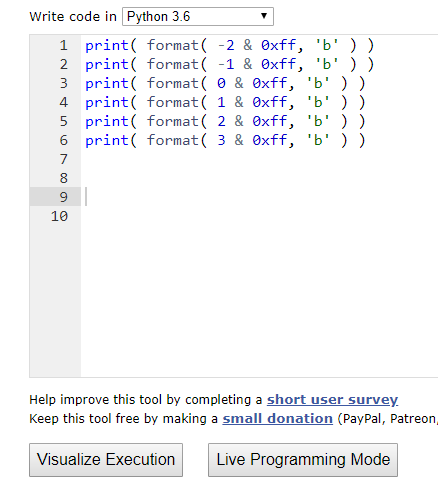 Write code in Python 3.6
1 print( format( -2 & 0xff, 'b' ) )
2 print( format( -1 & 0xff, 'b' ) )
3 print( format( 0 & 0xff, 'b' ) )
4 print( format( 1 & 0xff, 'b' ) )
5 print( format( 2 & 0xff, 'b' ) )
6 print( format( 3 & 0xff, 'b' ) )
7
8
9
10
Help improve this tool by completing a short user survey
Keep this tool free by making a small donation (PayPal, Patreon,
Visualize Execution Live Programming Mode